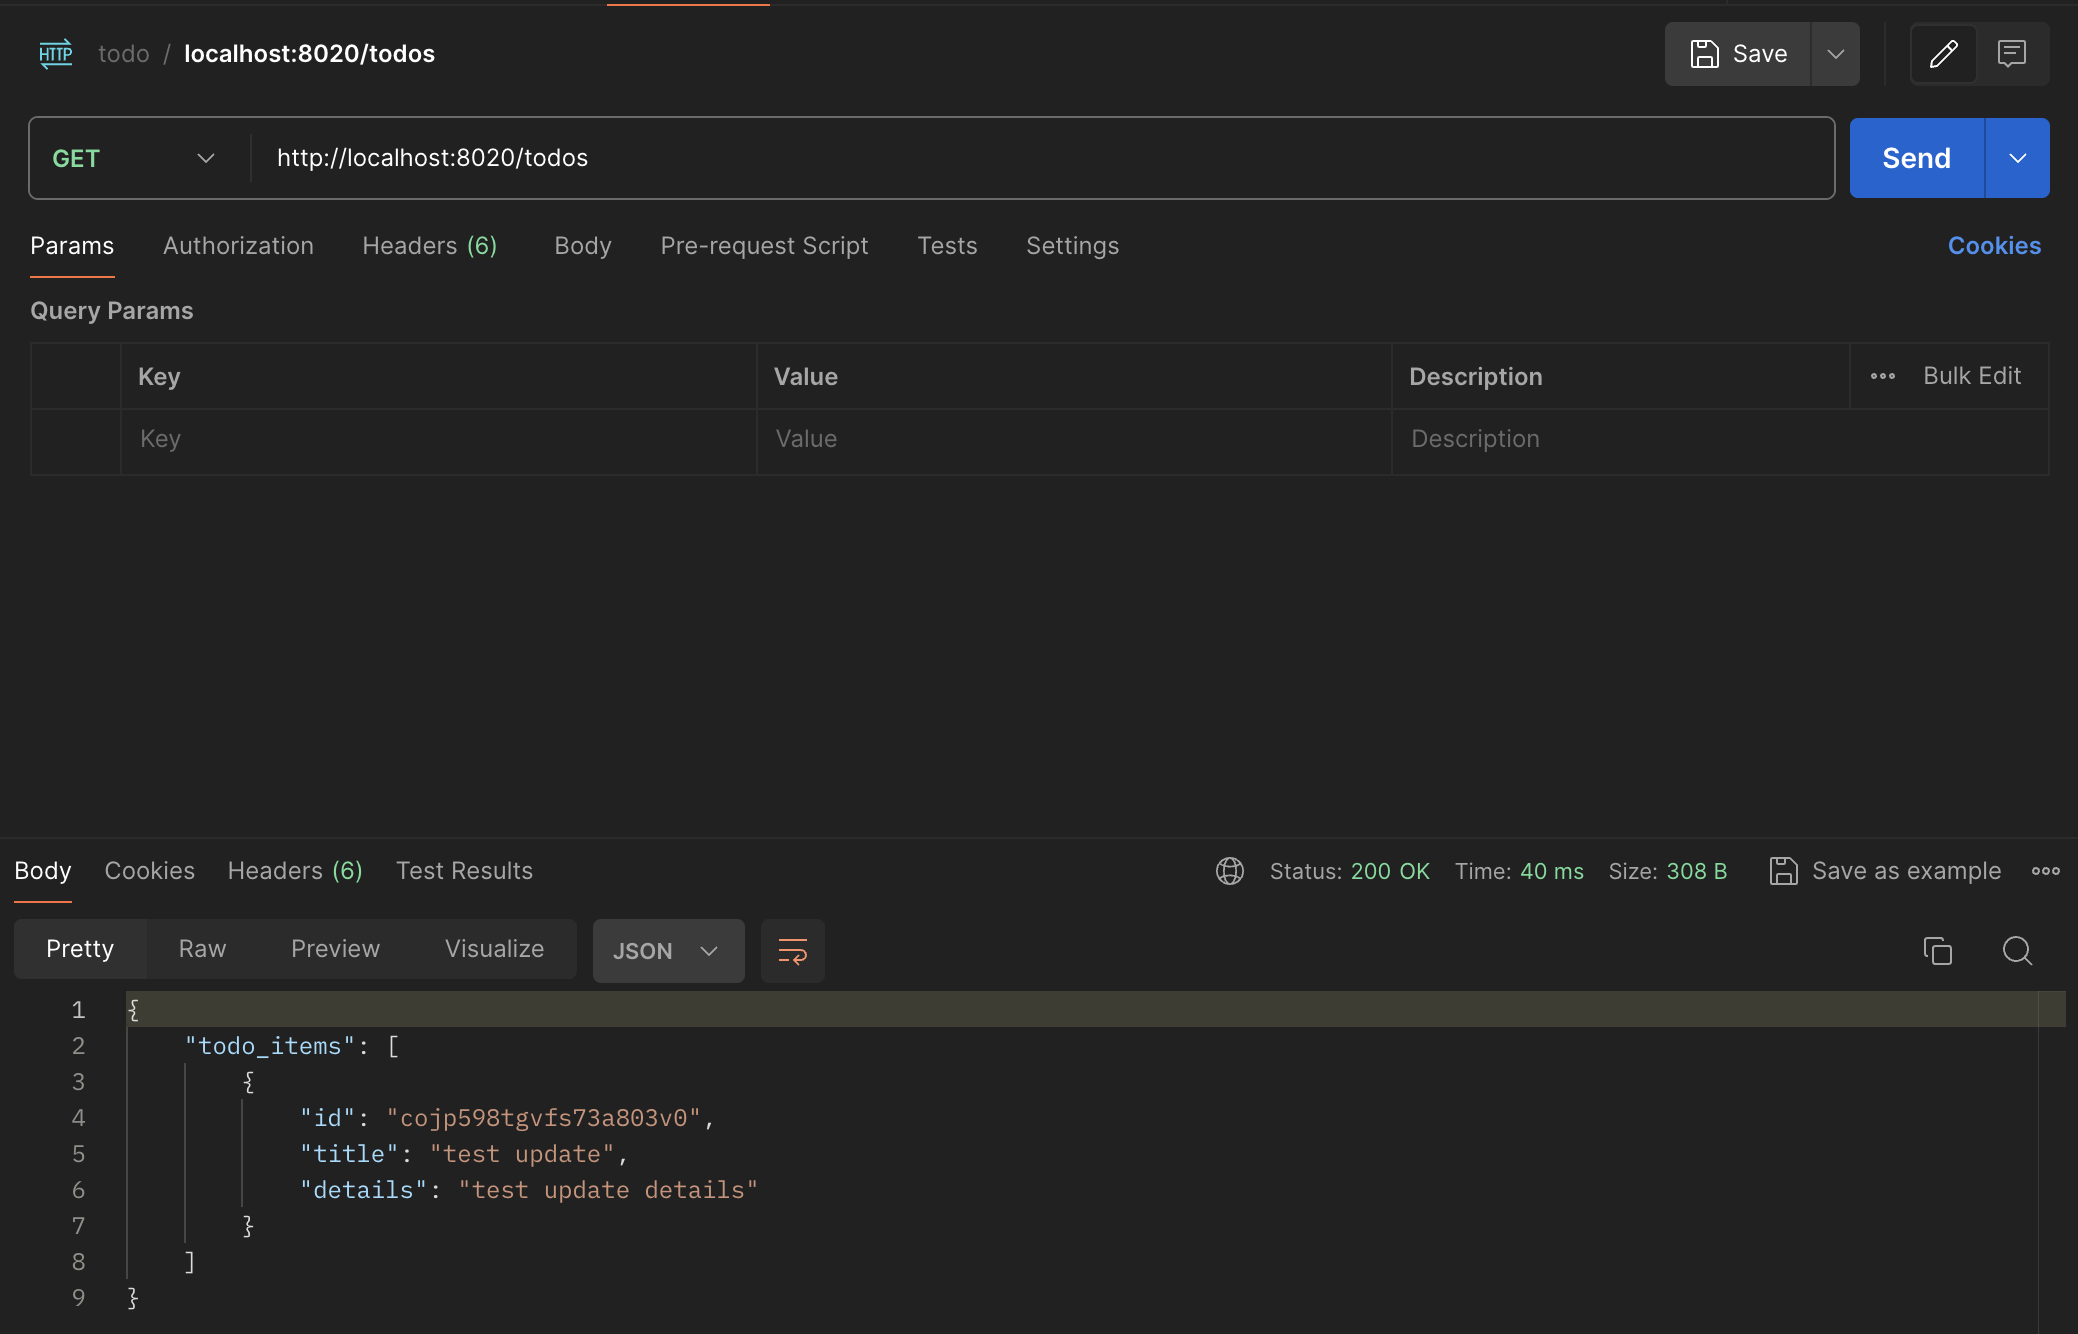 HTTP todo / localhost:8020/todos Save
GET http://localhost:8020/todos Send
Params Authorization Headers (6) Body Pre-request Script Tests Settings Cookies
Query Params
Key Value Description Bulk Edit
Key Value Description
Body Cookies Headers (6) Test Results Status: 200 OK Time: 40 ms Size: 308 B Save as example
Pretty Raw Preview Visualize JSON
1 {
2 "todo_items": [
3 {
4 "id": "cojp598tgvfs73a803v0",
5 "title": "test update",
6 "details": "test update details"
7 }
8 ]
9 }